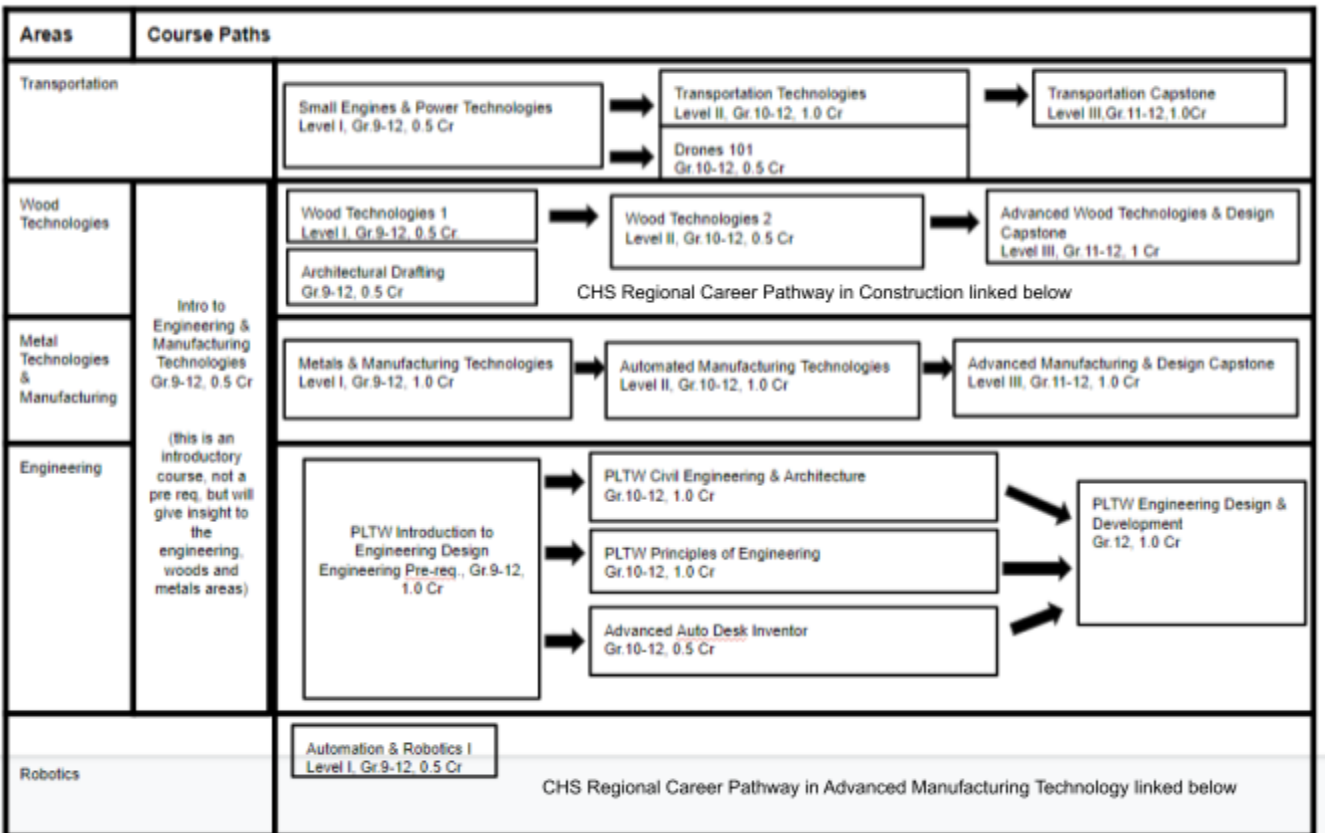 Areas
Course Paths
Transportation
Small Engines & Power Technologies
Level I, Gr.9-12, 0.5 Cr
Transportation Technologies
Level II, Gr.10-12, 1.0 Cr
Transportation Capstone
Level III,Gr.11-12,1.0Cr
Drones 101
Gr.10-12, 0.5 Cr
Intro to
Engineering &
Manufacturing
Technologies
Gr.9-12, 0.5 Cr
(this is an
introductory
course, not a
pre req, but will
give insight to
the
engineering,
woods and
metals areas)
Wood
Technologies
Wood Technologies 1
Level I, Gr.9-12, 0.5 Cr.
Wood Technologies 2
Level II, Gr.10-12, 0.5 Cr
Advanced Wood Technologies & Design
Capstone
Level III, Gr.11-12, 1 Cr
Architectural Drafting
Gr.9-12, 0.5 Cr
CHS Regional Career Pathway in Construction linked below
Metal
Technologies
&
Manufacturing
Metals & Manufacturing Technologies
Level I, Gr.9-12, 1.0 Cr
Automated Manufacturing Technologies
Level II, Gr.10-12, 1.0 Cr
Advanced Manufacturing & Design Capstone
Level III, Gr.11-12, 1.0 Cr
Engineering
PLTW Introduction to
Engineering Design
Engineering Pre-req., Gr.9-12,
1.0 Cr
PLTW Civil Engineering & Architecture
Gr.10-12, 1.0 Cr
PLTW Principles of Engineering
Gr.10-12, 1.0 Cr
Advanced Auto Desk Inventor
Gr.10-12, 0.5 Cr
PLTW Engineering Design &
Development
Gr.12, 1.0 Cr
Robotics
Automation & Robotics I
Level I, Gr.9-12, 0.5 Cr
CHS Regional Career Pathway in Advanced Manufacturing Technology linked below